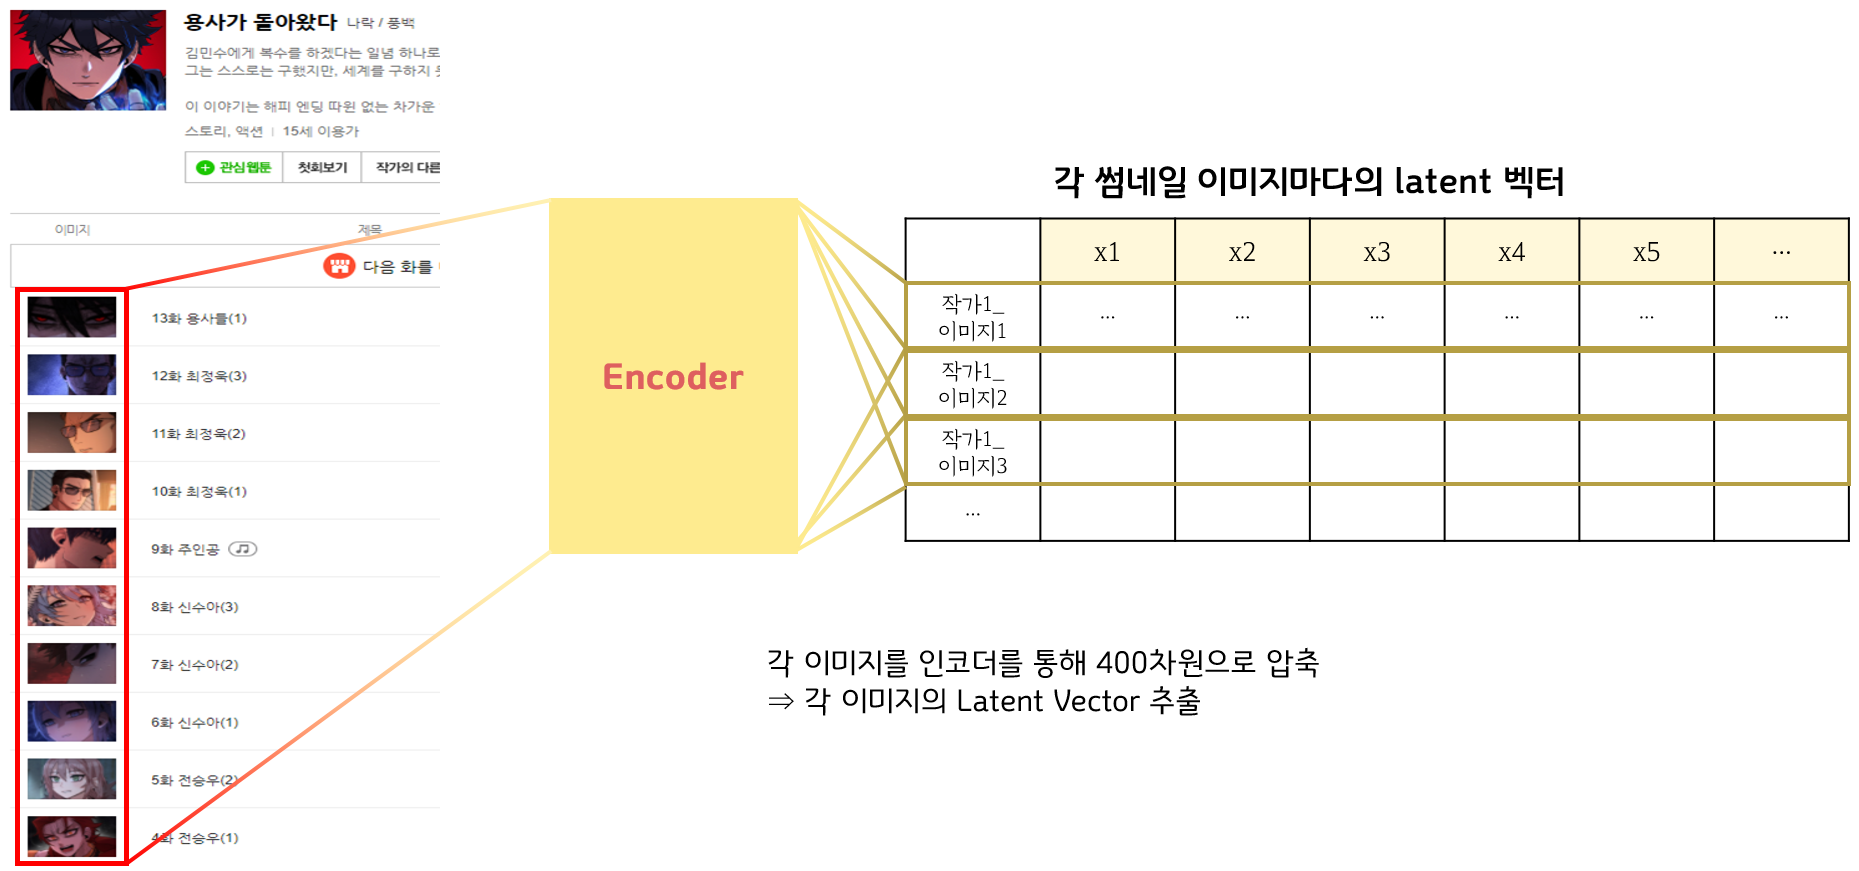 용사가 돌아왔다 나락 / 풍백
김민수에게 복수를 하겠다는 일념 하나로
그는 스스로는 구했지만, 세계를 구하지
이 이야기는 해피 엔딩 따윈 없는 차가운
스토리, 액션 | 15세 이용가
관심웹툰 첫회보기 작가의 다른
이미지 제목
다음 화를
13화 용사들(1)
12화 최정욱(3)
11화 최정욱(2)
10화 최정욱(1)
9화 주인공
8화 신수아(3)
7화 신수아(2)
6화 신수아(1)
5화 전승우(2)
4화 전승우(1)
Encoder
각 썸네일 이미지마다의 latent 벡터
x1 x2 x3 x4 x5 ...
작가1_
이미지1 ... ... ... ... ... ...
작가1_
이미지2
작가1_
이미지3
...
각 이미지를 인코더를 통해 400차원으로 압축
⇒ 각 이미지의 Latent Vector 추출